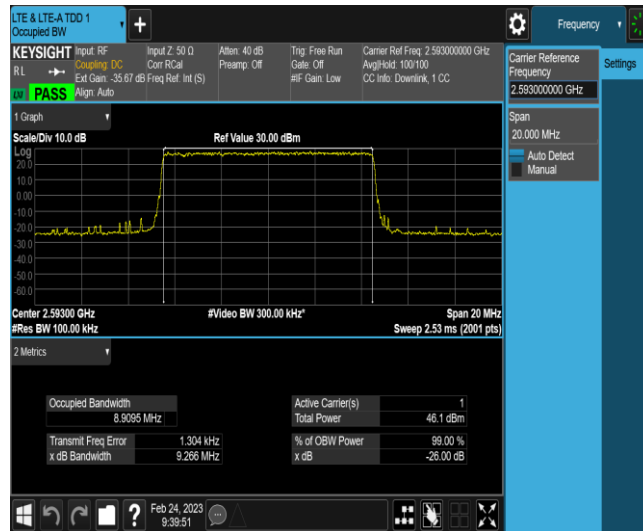 LTE & LTE-A TDD 1
Occupied BW
Frequency
KEYSIGHT
Input: RF
Input Z: 50 Ω
Atten: 40 dB
Trig: Free Run
Carrier Ref Freq: 2.593000000 GHz
RL
Coupling: DC
Corr RCal
Preamp: Off
Gate: Off
Avg|Hold: 100/100
Ext Gain: -35.67 dB
Freq Ref: Int (S)
#IF Gain: Low
CC Info: Downlink, 1 CC
LXI
PASS
Align: Auto
Carrier Reference
Frequency
2.593000000 GHz
Settings
Span
20.000 MHz
Auto Detect
Manual
1 Graph
Scale/Div 10.0 dB
Ref Value 30.00 dBm
Log
20.0
10.0
0.00
-10.0
-20.0
-30.0
-40.0
-50.0
-60.0
Center 2.59300 GHz
#Video BW 300.00 kHz*
Span 20 MHz
#Res BW 100.00 kHz
Sweep 2.53 ms (2001 pts)
2 Metrics
Occupied Bandwidth
8.9095 MHz
Active Carrier(s) 1
Total Power 46.1 dBm
Transmit Freq Error 1.304 kHz
x dB Bandwidth 9.266 MHz
% of OBW Power 99.00 %
x dB -26.00 dB
?
Feb 24, 2023
9:39:51